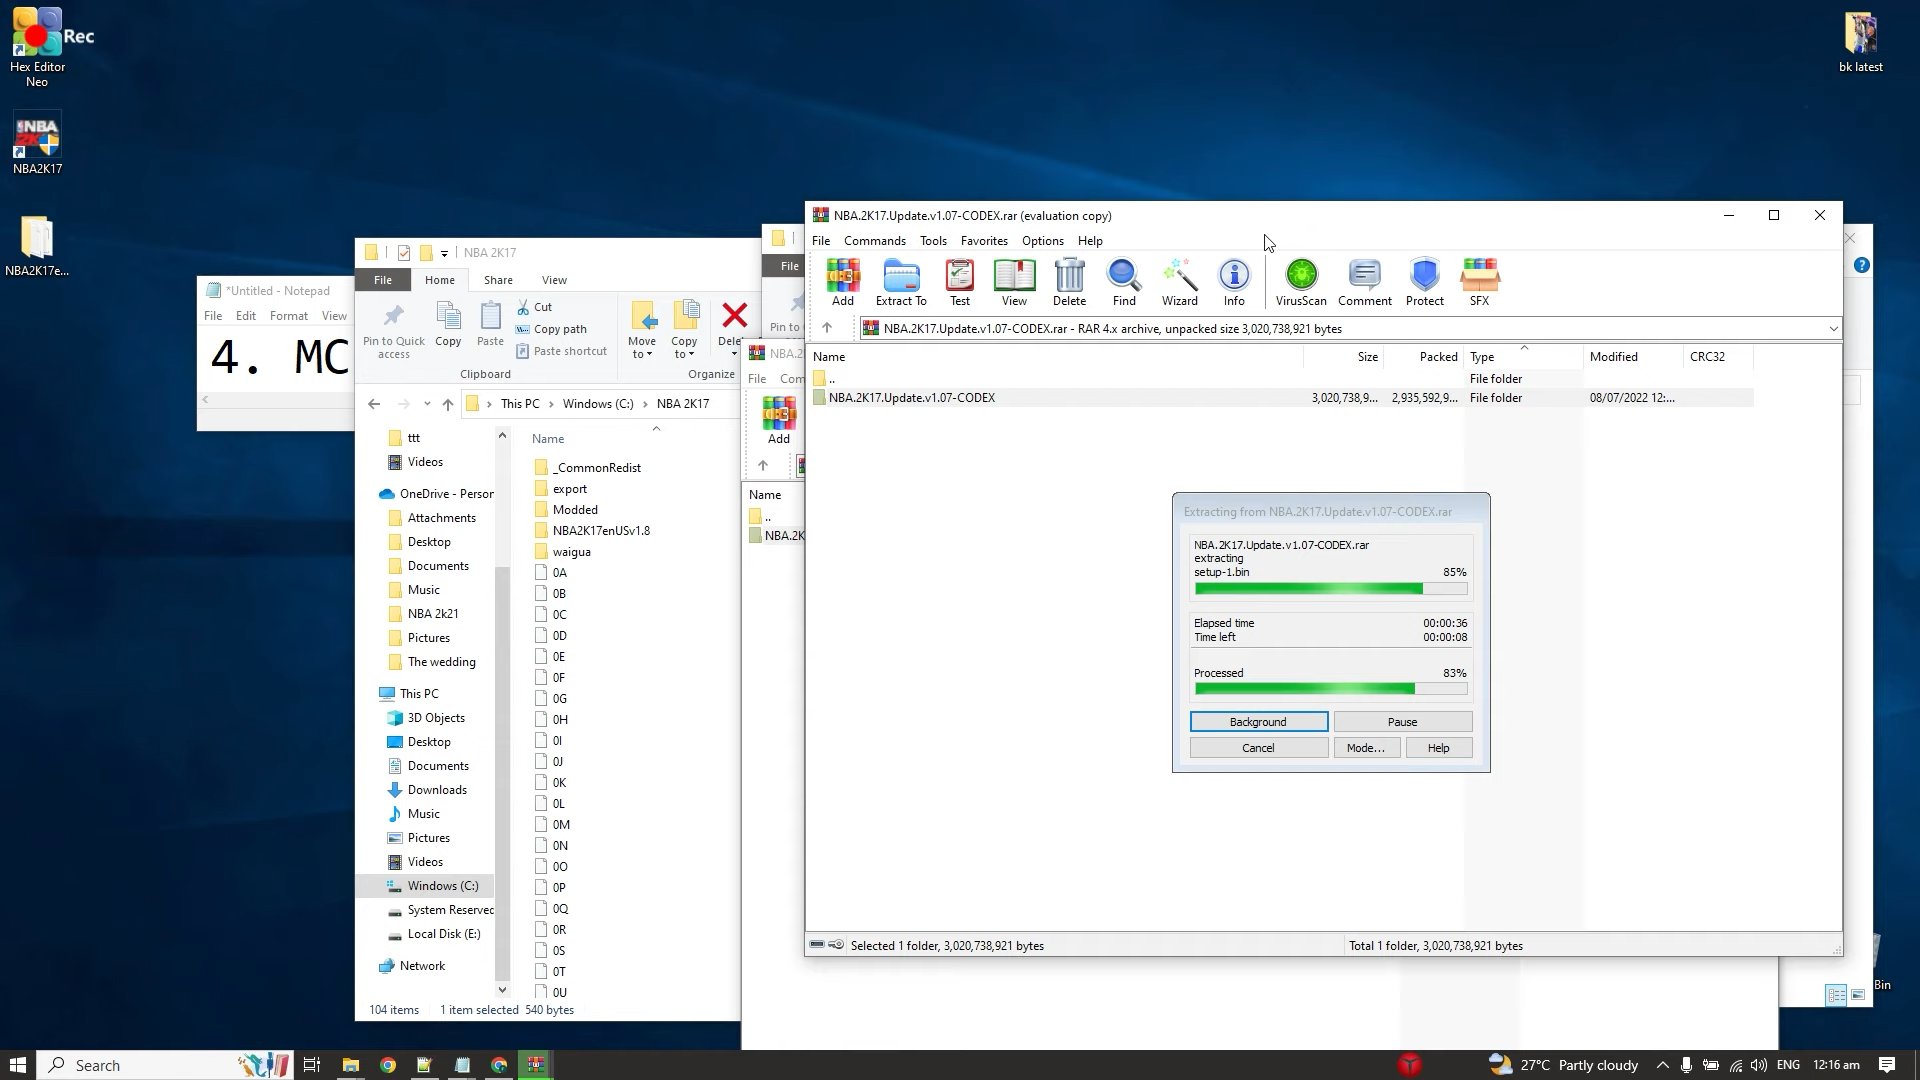 Rec
Hex Editor
Neo
NBA2K17
NBA2K17e...
bk latest
*Untitled - Notepad
File Edit Format View
4. MC
NBA 2K17
File Home Share View
Pin to Quick
access
Copy
Paste
Cut
Copy path
Paste shortcut
Clipboard
Move
to
Copy
to
Organize
This PC › Windows (C:) › NBA 2K17
ttt
Videos
OneDrive - Person
Attachments
Desktop
Documents
Music
NBA 2k21
Pictures
The wedding
This PC
3D Objects
Desktop
Documents
Downloads
Music
Pictures
Videos
Windows (C:)
System Reserved
Local Disk (E:)
Network
Name
_CommonRedist
export
Modded
NBA2K17enUSv1.8
waigua
0A
0B
0C
0D
0E
0F
0G
0H
0I
0J
0K
0L
0M
0N
0O
0P
0Q
0R
0S
0T
0U
104 items 1 item selected 540 bytes
File
Pin to
NBA.2
File Com
Add
Name
..
NBA.2K
NBA.2K17.Update.v1.07-CODEX.rar (evaluation copy)
File Commands Tools Favorites Options Help
Add Extract To Test View Delete Find Wizard Info VirusScan Comment Protect SFX
NBA.2K17.Update.v1.07-CODEX.rar - RAR 4.x archive, unpacked size 3,020,738,921 bytes
Name Size Packed Type Modified CRC32
.. File folder
NBA.2K17.Update.v1.07-CODEX 3,020,738,9... 2,935,592,9... File folder 08/07/2022 12:...
Extracting from NBA.2K17.Update.v1.07-CODEX.rar
NBA.2K17.Update.v1.07-CODEX.rar
extracting
setup-1.bin 85%
Elapsed time 00:00:36
Time left 00:00:08
Processed 83%
Background Pause
Cancel Mode... Help
Selected 1 folder, 3,020,738,921 bytes Total 1 folder, 3,020,738,921 bytes
Bin
Search
27°C Partly cloudy
ENG
12:16 am